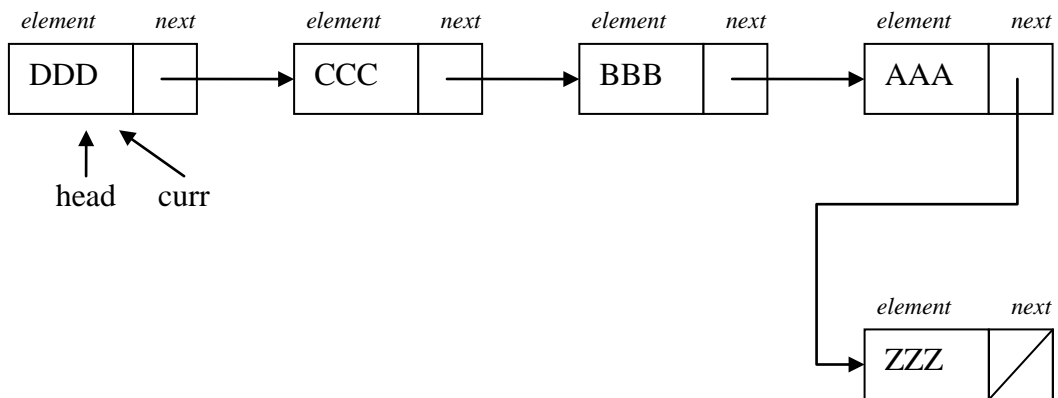 element next element next element next element next
DDD CCC BBB AAA
head curr
element next
ZZZ